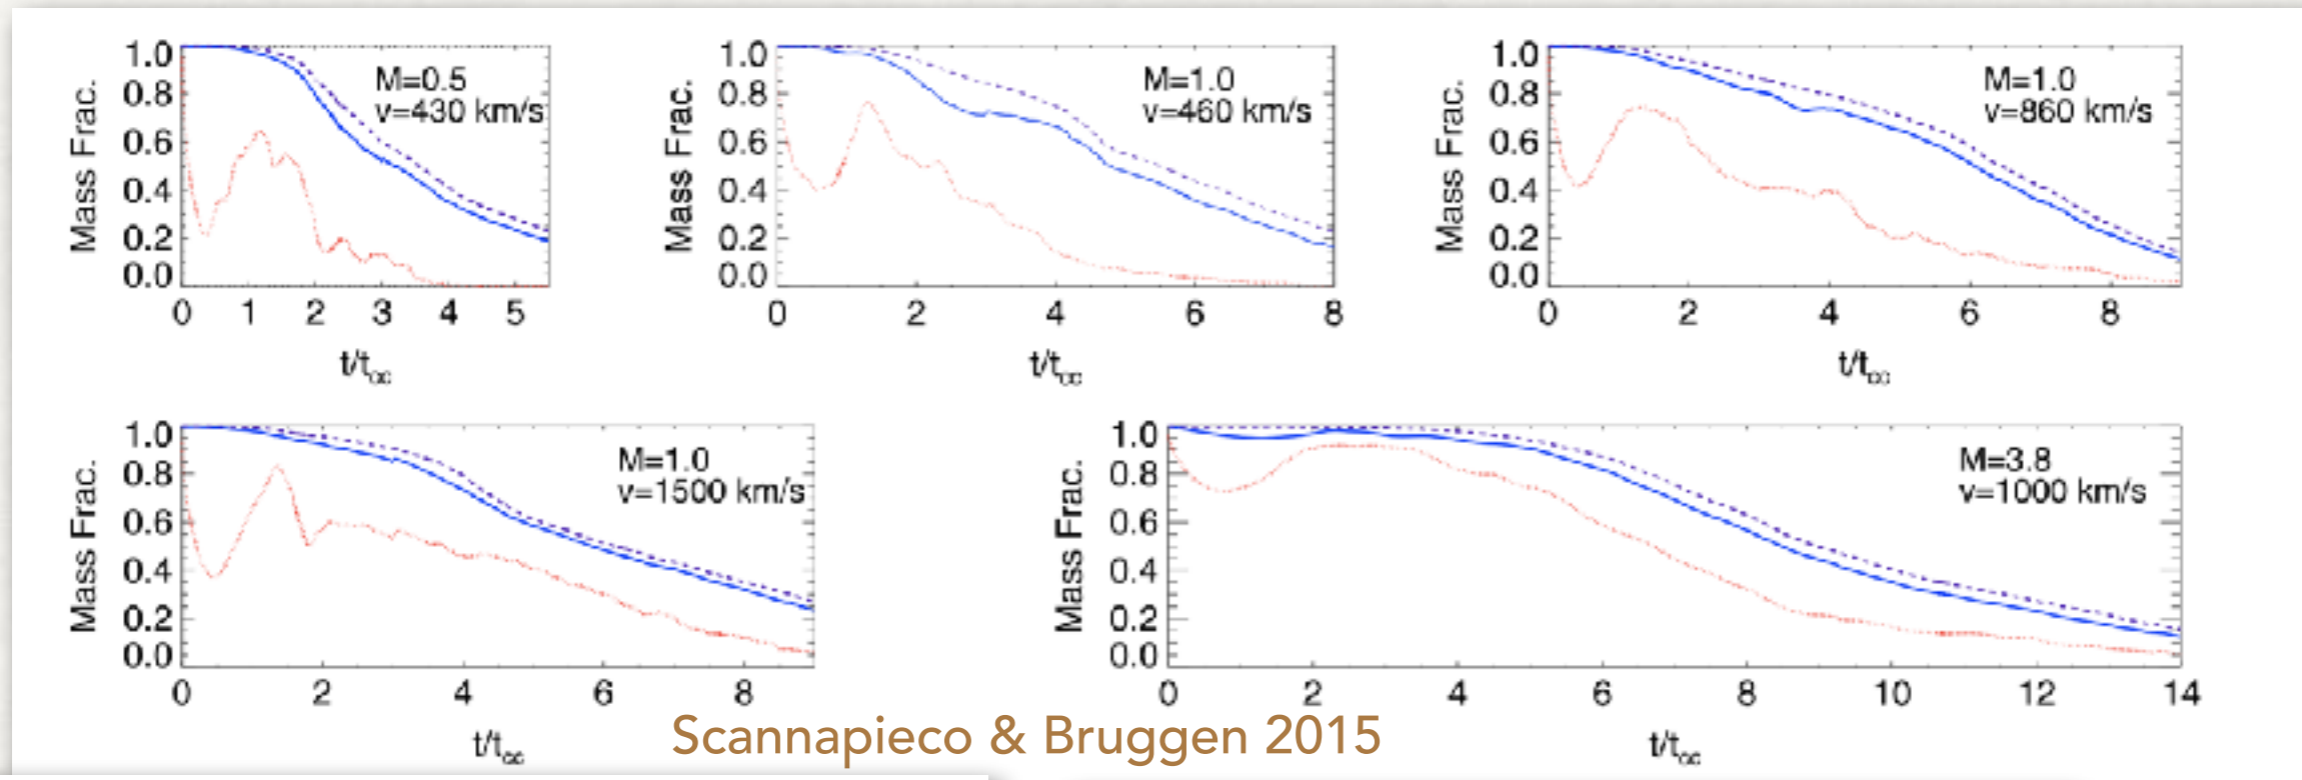 1.0
0.8
0.6
0.4
0.2
0.0
Mass Frac.
M=0.5
v=430 km/s
0 1 2 3 4 5
t/tcc
1.0
0.8
0.6
0.4
0.2
0.0
Mass Frac.
M=1.0
v=460 km/s
0 2 4 6 8
t/tcc
1.0
0.8
0.6
0.4
0.2
0.0
Mass Frac.
M=1.0
v=860 km/s
0 2 4 6 8
t/tcc
1.0
0.8
0.6
0.4
0.2
0.0
Mass Frac.
M=1.0
v=1500 km/s
0 2 4 6 8
t/tcc
1.0
0.8
0.6
0.4
0.2
0.0
Mass Frac.
M=3.8
v=1000 km/s
0 2 4 6 8 10 12 14
t/tcc
Scannapieco & Bruggen 2015